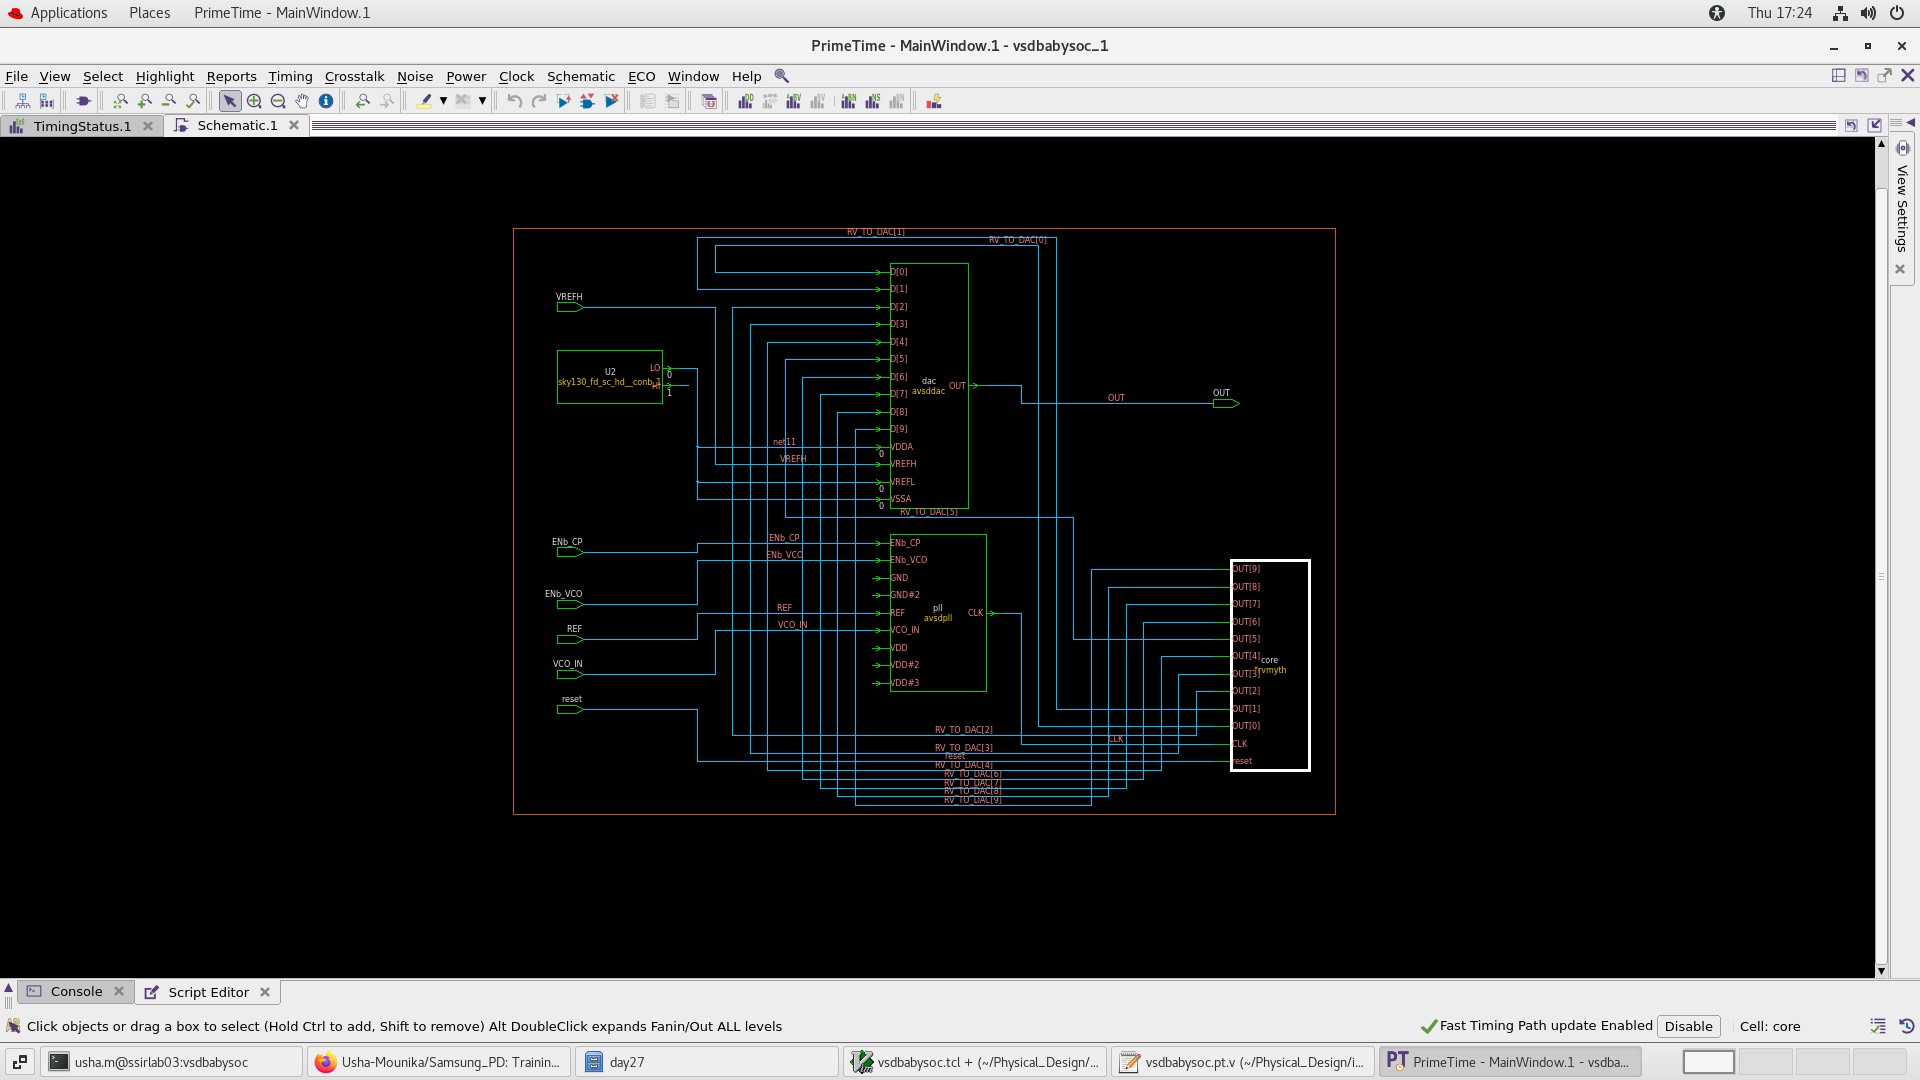 Applications Places PrimeTime - MainWindow.1 Thu 17:24
PrimeTime - MainWindow.1 - vsdbabysoc_1
File View Select Highlight Reports Timing Crosstalk Noise Power Clock Schematic ECO Window Help
TimingStatus.1 Schematic.1
View Settings
RV_TO_DAC[1]
RV_TO_DAC[0]
D[0]
D[1]
VREFH
D[2]
D[3]
D[4]
D[5]
U2
LO
0
sky130_fd_sc_hd__conb_1
1
D[6]
dac
OUT
avsddac
D[7]
OUT
OUT
D[8]
D[9]
net11
VDDA
0
VREFH
VREFH
VREFL
0
VSSA
0
RV_TO_DAC[5]
ENb_CP
ENb_CP
ENb_CP
ENb_VCO
ENb_VCO
GND
ENb_VCO
GND#2
REF
REF
pll
CLK
avsdpll
REF
VCO_IN
VCO_IN
VDD
VCO_IN
VDD#2
VDD#3
reset
OUT[9]
OUT[8]
OUT[7]
OUT[6]
OUT[5]
OUT[4]
core
*rvmyth
OUT[3]
OUT[2]
OUT[1]
OUT[0]
RV_TO_DAC[2]
CLK
CLK
RV_TO_DAC[3]
reset
reset
RV_TO_DAC[4]
RV_TO_DAC[6]
RV_TO_DAC[7]
RV_TO_DAC[8]
RV_TO_DAC[9]
Console Script Editor
Click objects or drag a box to select (Hold Ctrl to add, Shift to remove) Alt DoubleClick expands Fanin/Out ALL levels Fast Timing Path update Enabled Disable Cell: core
usha.m@ssirlab03:vsdbabysoc Usha-Mounika/Samsung_PD: Trainin... day27 vsdbabysoc.tcl + (~/Physical_Design/... vsdbabysoc.pt.v (~/Physical_Design/i... PT PrimeTime - MainWindow.1 - vsdba...